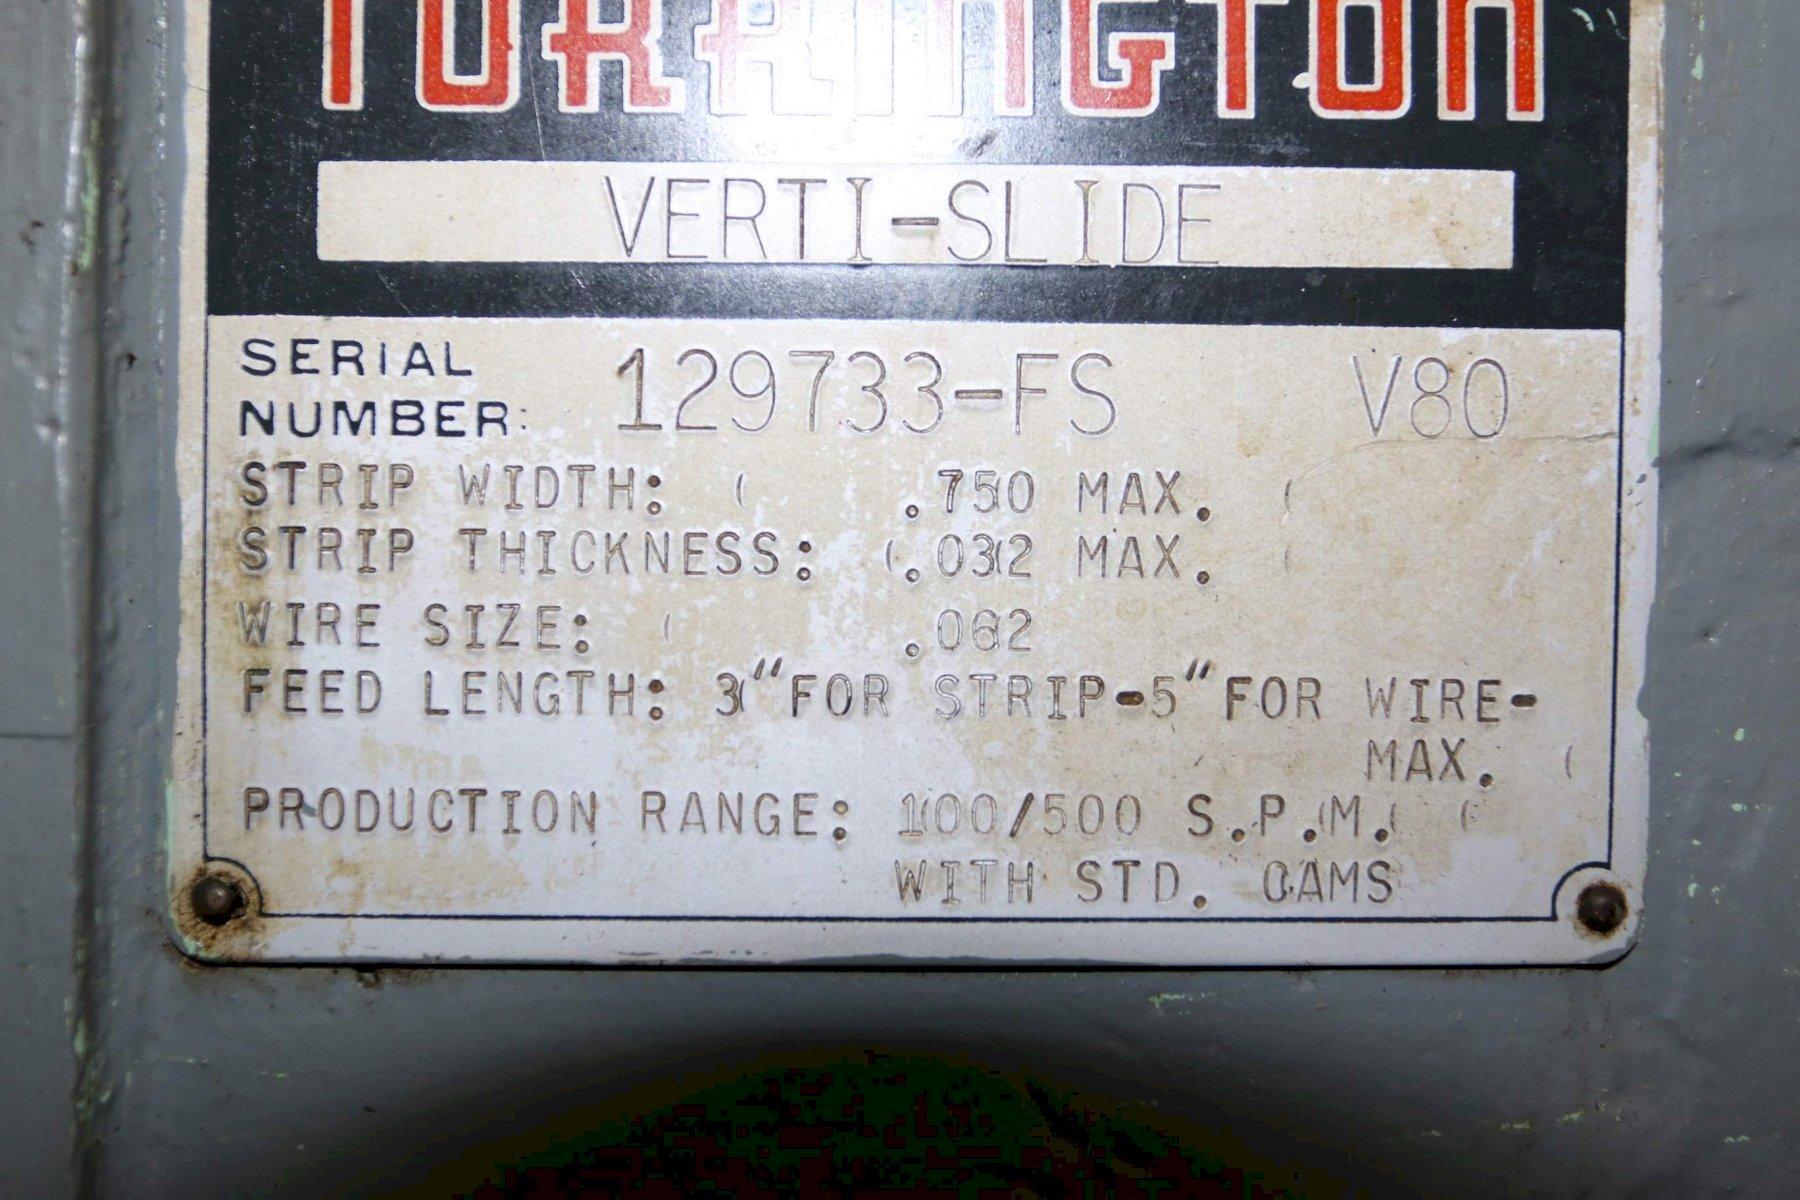 TORRINGTON
VERTI-SLIDE
SERIAL
NUMBER: 129733-FS V80
STRIP WIDTH: .750 MAX.
STRIP THICKNESS: .032 MAX.
WIRE SIZE: .062
FEED LENGTH: 3"FOR STRIP-5"FOR WIRE-
MAX.
PRODUCTION RANGE: 100/500 S.P.M.
WITH STD. CAMS